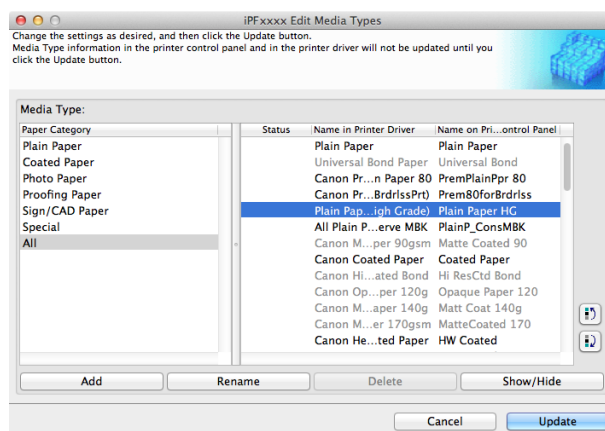 iPFxxxx Edit Media Types
Change the settings as desired, and then click the Update button.
Media Type information in the printer control panel and in the printer driver will not be updated until you
click the Update button.
Media Type:
Paper Category
Plain Paper
Coated Paper
Photo Paper
Proofing Paper
Sign/CAD Paper
Special
All
Status Name in Printer Driver Name on Pri...ontrol Panel
Plain Paper Plain Paper
Universal Bond Paper Universal Bond
Canon Pr...n Paper 80 PremPlainPpr 80
Canon Pr...BrdrlssPrt) Prem80forBrdrlss
Plain Pap...igh Grade) Plain Paper HG
All Plain P...erve MBK PlainP_ConsMBK
Canon M...per 90gsm Matte Coated 90
Canon Coated Paper Coated Paper
Canon Hi...ated Bond Hi ResCtd Bond
Canon Op...per 120g Opaque Paper 120
Canon M...aper 140g Matt Coat 140g
Canon M...er 170gsm MatteCoated 170
Canon He...ted Paper HW Coated
Add Rename Delete Show/Hide
Cancel Update